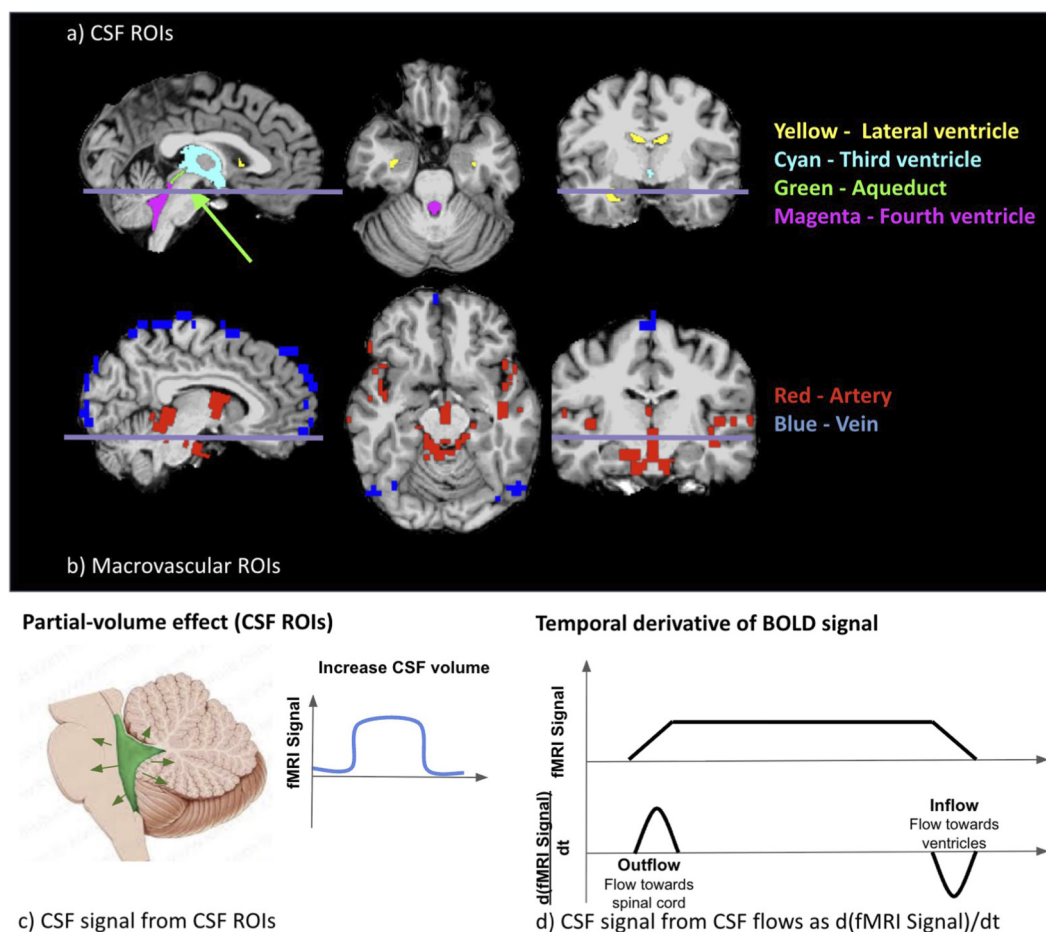 a) CSF ROIs
Yellow - Lateral ventricle
Cyan - Third ventricle
Green - Aqueduct
Magenta - Fourth ventricle
Red - Artery
Blue - Vein
b) Macrovascular ROIs
Partial-volume effect (CSF ROIs)
Increase CSF volume
fMRI Signal
c) CSF signal from CSF ROIs
Temporal derivative of BOLD signal
fMRI Signal
d(fMRI Signal)
dt
Outflow
Flow towards
spinal cord
Inflow
Flow towards
ventricles
d) CSF signal from CSF flows as d(fMRI Signal)/dt